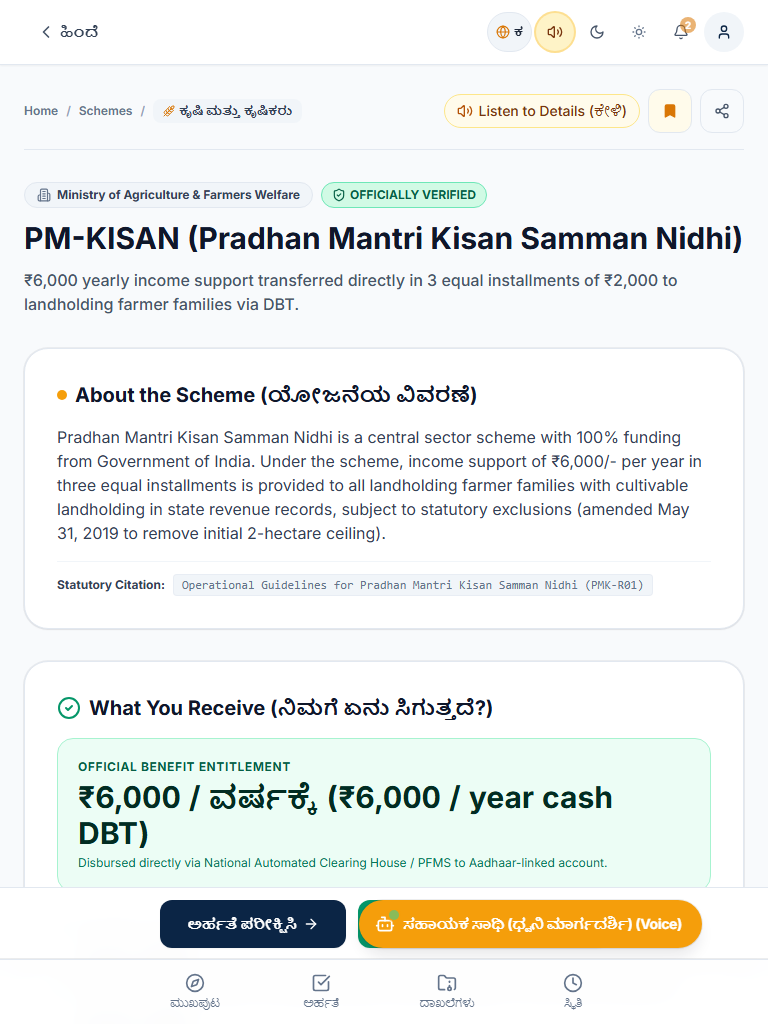 ಹಿಂದೆ
ಕ
2
Home / Schemes / ಕೃಷಿ ಮತ್ತು ಕೃಷಿಕರು
Listen to Details (ಕೇಳಿ)
Ministry of Agriculture & Farmers Welfare
OFFICIALLY VERIFIED
PM-KISAN (Pradhan Mantri Kisan Samman Nidhi)
₹6,000 yearly income support transferred directly in 3 equal installments of ₹2,000 to
landholding farmer families via DBT.
About the Scheme (ಯೋಜನೆಯ ವಿವರಣೆ)
Pradhan Mantri Kisan Samman Nidhi is a central sector scheme with 100% funding
from Government of India. Under the scheme, income support of ₹6,000/- per year in
three equal installments is provided to all landholding farmer families with cultivable
landholding in state revenue records, subject to statutory exclusions (amended May
31, 2019 to remove initial 2-hectare ceiling).
Statutory Citation: Operational Guidelines for Pradhan Mantri Kisan Samman Nidhi (PMK-R01)
What You Receive (ನಿಮಗೆ ಏನು ಸಿಗುತ್ತದೆ?)
OFFICIAL BENEFIT ENTITLEMENT
₹6,000 / ವರ್ಷಕ್ಕೆ (₹6,000 / year cash
DBT)
Disbursed directly via National Automated Clearing House / PFMS to Aadhaar-linked account.
ಅರ್ಹತೆ ಪರೀಕ್ಷಿಸಿ →
ಸಹಾಯಕ ಸಾಥಿ (ಧ್ವನಿ ಮಾರ್ಗದರ್ಶಿ) (Voice)
ಮುಖಪುಟ
ಅರ್ಹತೆ
ದಾಖಲೆಗಳು
ಸ್ಥಿತಿ